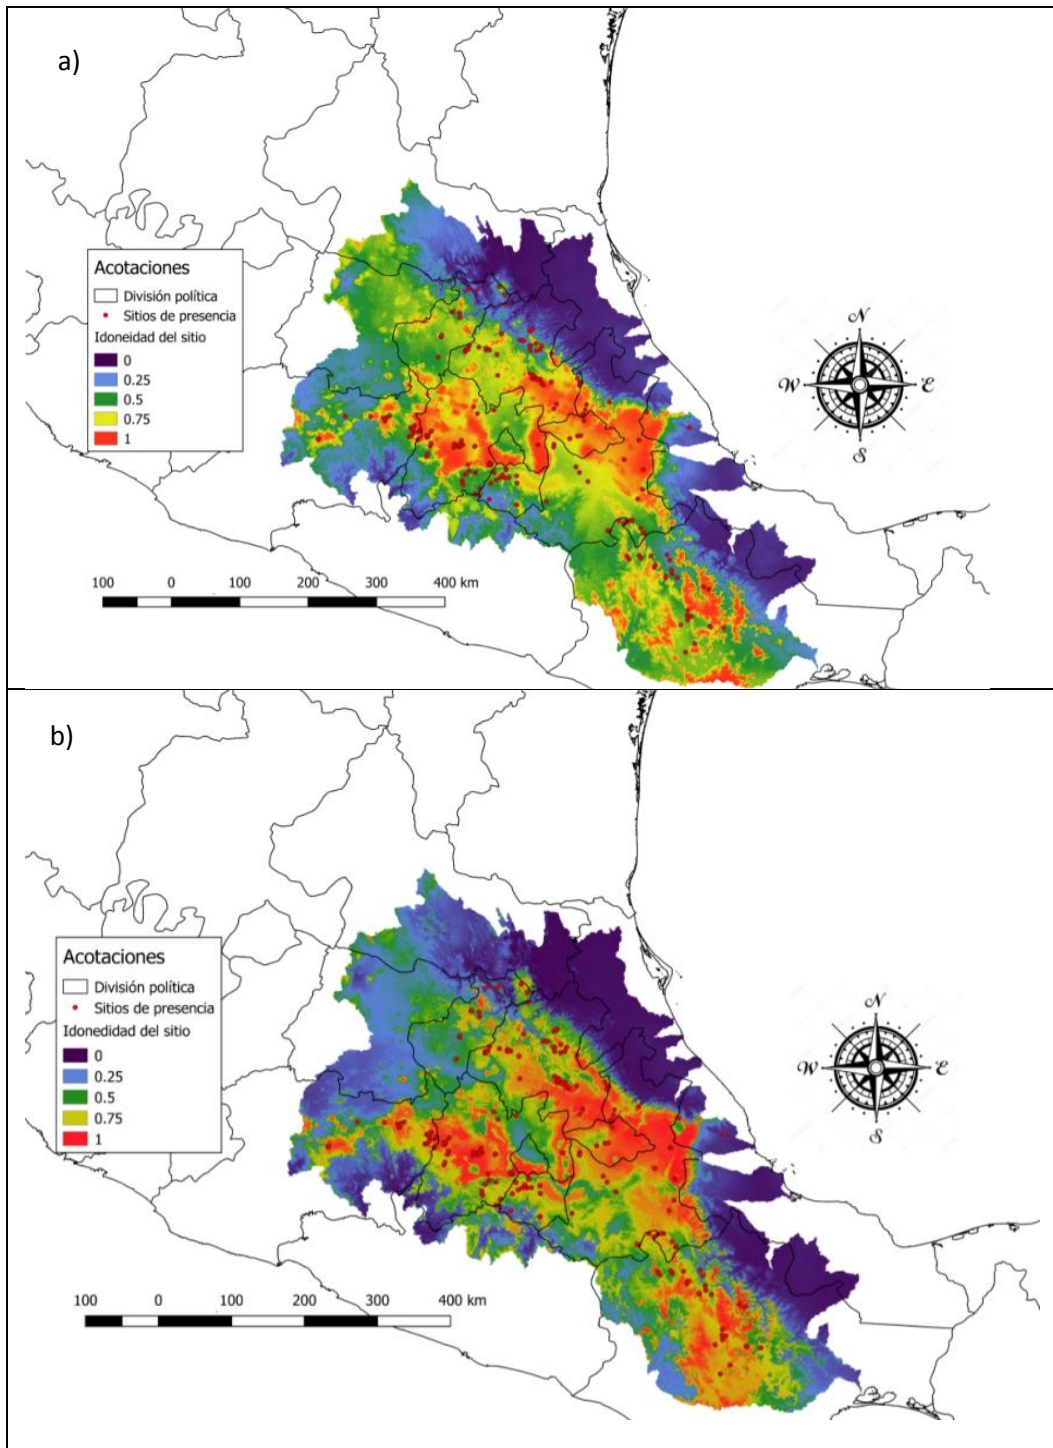 a)
Acotaciones
División política
Sitios de presencia
Idoneidad del sitio
0
0.25
0.5
0.75
1
N
W
E
S
100 0 100 200 300 400 km
b)
Acotaciones
División política
Sitios de presencia
Idonedidad del sitio
0
0.25
0.5
0.75
1
N
W
E
S
100 0 100 200 300 400 km